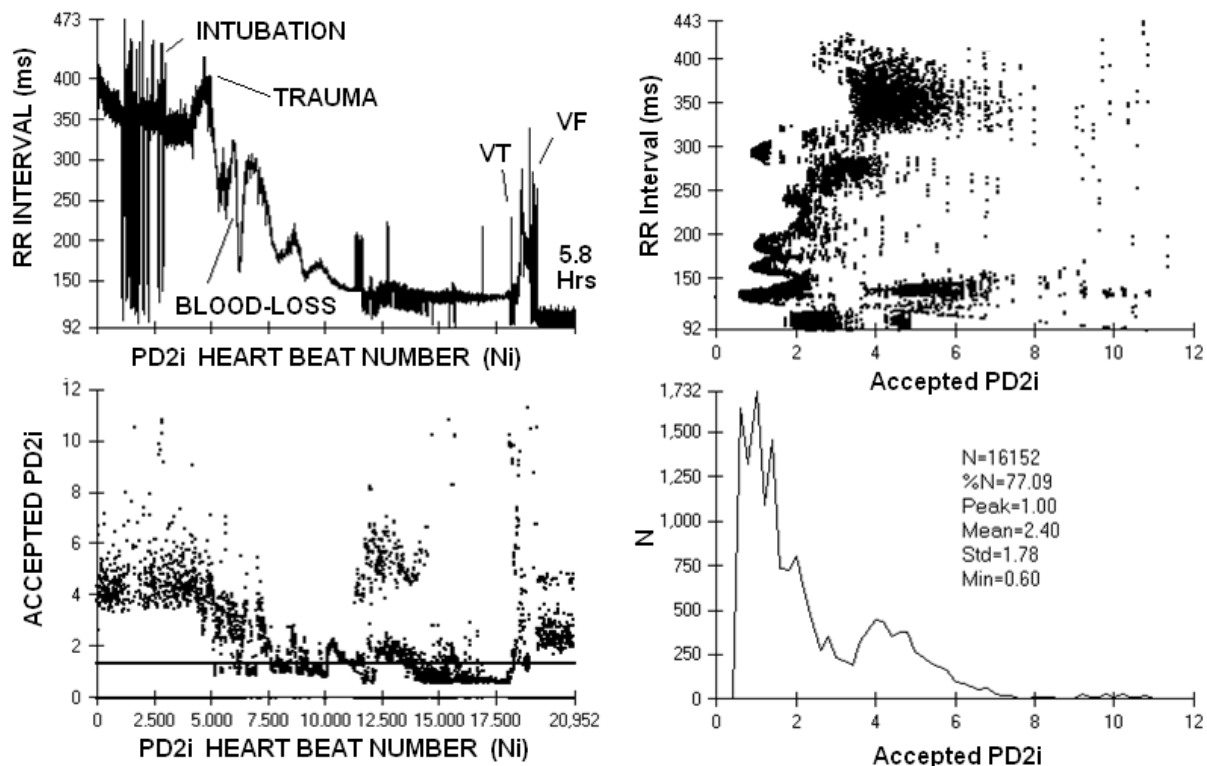 473
400
350
300
250
200
150
92
RR INTERVAL (ms)
INTUBATION
TRAUMA
BLOOD-LOSS
VT
VF
5.8
Hrs
PD2i HEART BEAT NUMBER (Ni)
443
400
350
300
250
200
150
92
RR Interval (ms)
0 2 4 6 8 10 12
Accepted PD2i
12
10
8
6
4
2
0
ACCEPTED PD2i
0 2.500 5.000 7.500 10.000 12.500 15.000 17.500 20,952
PD2i HEART BEAT NUMBER (Ni)
1,732
1,500
1,250
1,000
750
500
250
0
N
N=16152
%N=77.09
Peak=1.00
Mean=2.40
Std=1.78
Min=0.60
0 2 4 6 8 10 12
Accepted PD2i